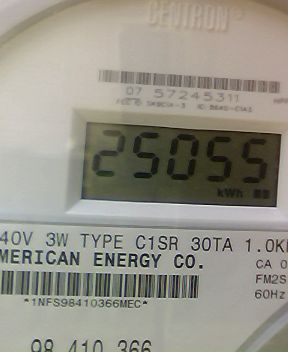 CENTRON®
07 57245311
25055
kWh
40V 3W TYPE C1SR 30TA 1.0K
MERICAN ENERGY CO.
CA 0
FM2S
60Hz
*1NFS98410366MEC*
98 410 366